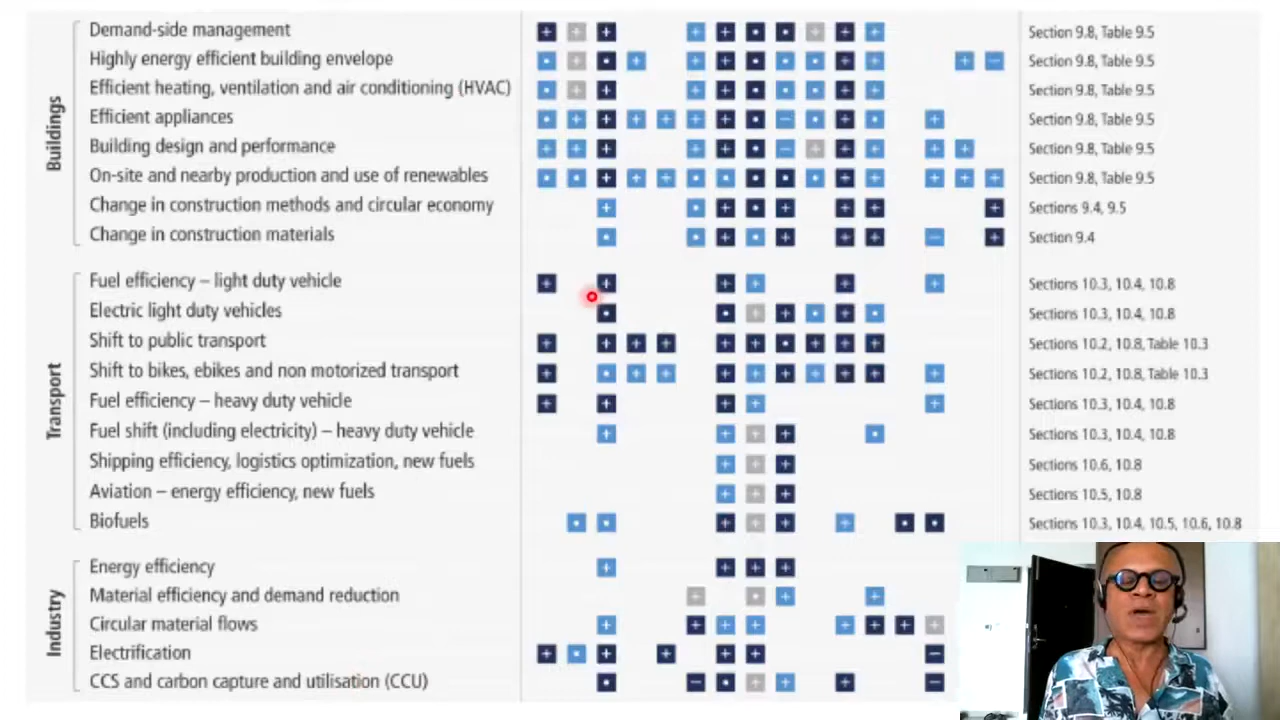 Buildings
Demand-side management Section 9.8, Table 9.5
Highly energy efficient building envelope Section 9.8, Table 9.5
Efficient heating, ventilation and air conditioning (HVAC) Section 9.8, Table 9.5
Efficient appliances Section 9.8, Table 9.5
Building design and performance Section 9.8, Table 9.5
On-site and nearby production and use of renewables Section 9.8, Table 9.5
Change in construction methods and circular economy Sections 9.4, 9.5
Change in construction materials Section 9.4
Transport
Fuel efficiency – light duty vehicle Sections 10.3, 10.4, 10.8
Electric light duty vehicles Sections 10.3, 10.4, 10.8
Shift to public transport Sections 10.2, 10.8, Table 10.3
Shift to bikes, ebikes and non motorized transport Sections 10.2, 10.8, Table 10.3
Fuel efficiency – heavy duty vehicle Sections 10.3, 10.4, 10.8
Fuel shift (including electricity) – heavy duty vehicle Sections 10.3, 10.4, 10.8
Shipping efficiency, logistics optimization, new fuels Sections 10.6, 10.8
Aviation – energy efficiency, new fuels Sections 10.5, 10.8
Biofuels Sections 10.3, 10.4, 10.5, 10.6, 10.8
Industry
Energy efficiency
Material efficiency and demand reduction
Circular material flows
Electrification
CCS and carbon capture and utilisation (CCU)